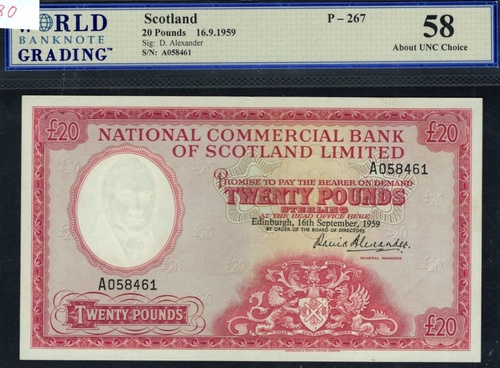 80
WORLD
BANKNOTE
GRADING™
Scotland
20 Pounds 16.9.1959
Sig: D. Alexander
S/N: A058461
P – 267
58
About UNC Choice
£20 £20
NATIONAL COMMERCIAL BANK
OF SCOTLAND LIMITED
A058461
PROMISE TO PAY THE BEARER ON DEMAND
TWENTY POUNDS
STERLING
AT THE HEAD OFFICE HERE
Edinburgh, 16th September, 1959
BY ORDER OF THE BOARD OF DIRECTORS
David Alexander
GENERAL MANAGER
A058461
TWENTY POUNDS
£20